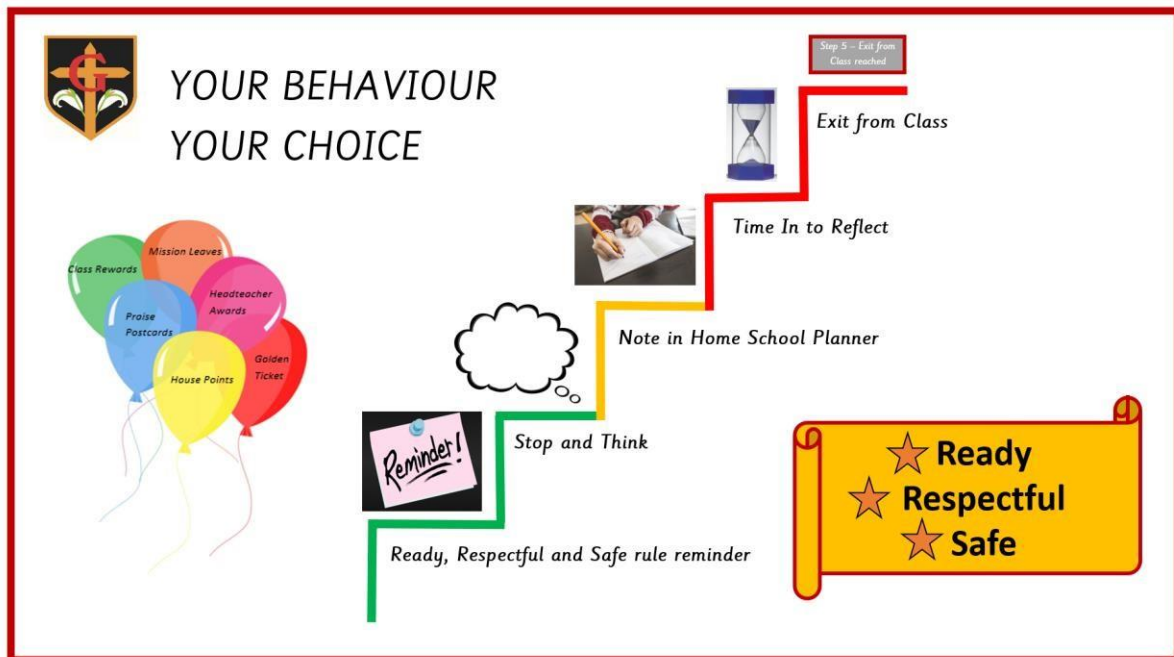 G
YOUR BEHAVIOUR
YOUR CHOICE
Step 5 – Exit from
Class reached
Exit from Class
Time In to Reflect
Note in Home School Planner
Stop and Think
Reminder!
Ready, Respectful and Safe rule reminder
Mission Leaves
Class Rewards
Headteacher
Awards
Praise
Postcards
Golden
Ticket
House Points
Ready
Respectful
Safe